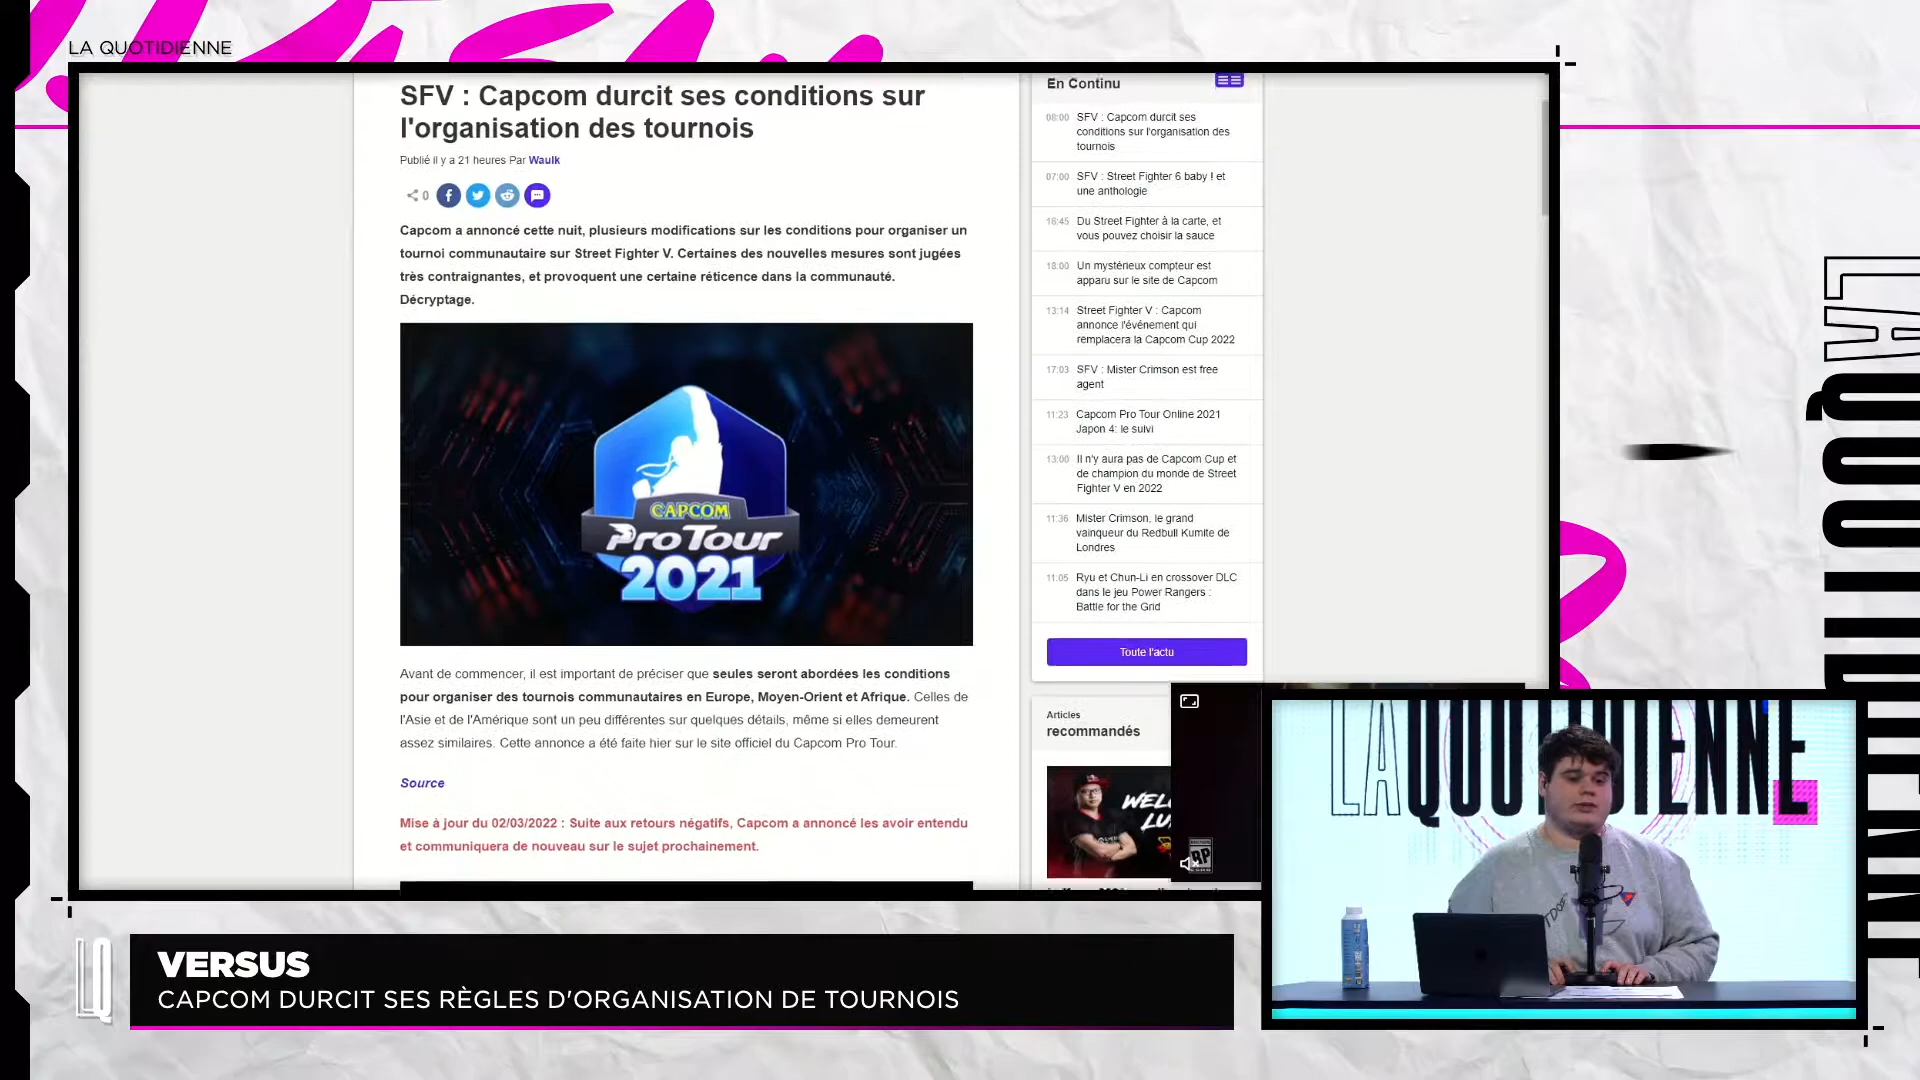 LA QUOTIDIENNE
SFV : Capcom durcit ses conditions sur
l'organisation des tournois
Publié il y a 21 heures Par Waulk
0
Capcom a annoncé cette nuit, plusieurs modifications sur les conditions pour organiser un
tournoi communautaire sur Street Fighter V. Certaines des nouvelles mesures sont jugées
très contraignantes, et provoquent une certaine réticence dans la communauté.
Décryptage.
CAPCOM
Pro Tour
2021
Avant de commencer, il est important de préciser que seules seront abordées les conditions
pour organiser des tournois communautaires en Europe, Moyen-Orient et Afrique. Celles de
l'Asie et de l'Amérique sont un peu différentes sur quelques détails, même si elles demeurent
assez similaires. Cette annonce a été faite hier sur le site officiel du Capcom Pro Tour.
Source
Mise à jour du 02/03/2022 : Suite aux retours négatifs, Capcom a annoncé les avoir entendu
et communiquera de nouveau sur le sujet prochainement.
En Continu
08:00 SFV : Capcom durcit ses
conditions sur l'organisation des
tournois
07:00 SFV : Street Fighter 6 baby ! et
une anthologie
16:45 Du Street Fighter à la carte, et
vous pouvez choisir la sauce
18:00 Un mystérieux compteur est
apparu sur le site de Capcom
13:14 Street Fighter V : Capcom
annonce l'événement qui
remplacera la Capcom Cup 2022
17:03 SFV : Mister Crimson est free
agent
11:23 Capcom Pro Tour Online 2021
Japon 4: le suivi
13:00 Il n'y aura pas de Capcom Cup et
de champion du monde de Street
Fighter V en 2022
11:36 Mister Crimson, le grand
vainqueur du Redbull Kumite de
Londres
11:05 Ryu et Chun-Li en crossover DLC
dans le jeu Power Rangers :
Battle for the Grid
Toute l'actu
Articles
recommandés
WEL
LU
RP
LA QUOTIDIENNE
LA QUOTIDIENNE
LQ
VERSUS
CAPCOM DURCIT SES RÈGLES D'ORGANISATION DE TOURNOIS